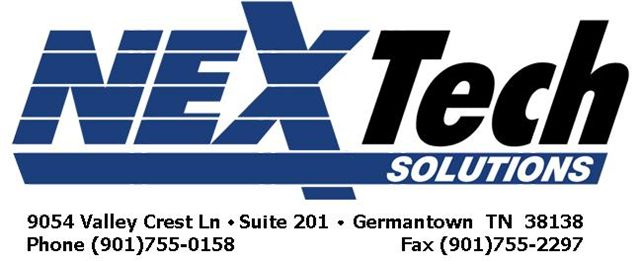 NEXTech
SOLUTIONS
9054 Valley Crest Ln • Suite 201 • Germantown TN 38138
Phone (901)755-0158 Fax (901)755-2297